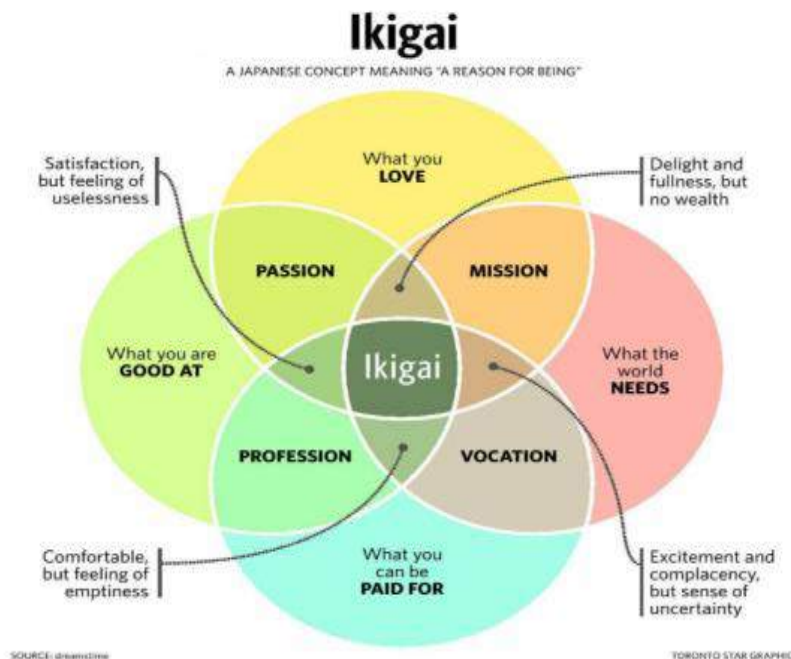 Ikigai
A JAPANESE CONCEPT MEANING "A REASON FOR BEING"
What you
LOVE
Satisfaction,
but feeling of
uselessness
Delight and
fullness, but
no wealth
PASSION
MISSION
What you are
GOOD AT
Ikigai
What the
world
NEEDS
PROFESSION
VOCATION
Comfortable,
but feeling of
emptiness
What you
can be
PAID FOR
Excitement and
complacency,
but sense of
uncertainty
SOURCE: dreamstime
TORONTO STAR GRAPHIC